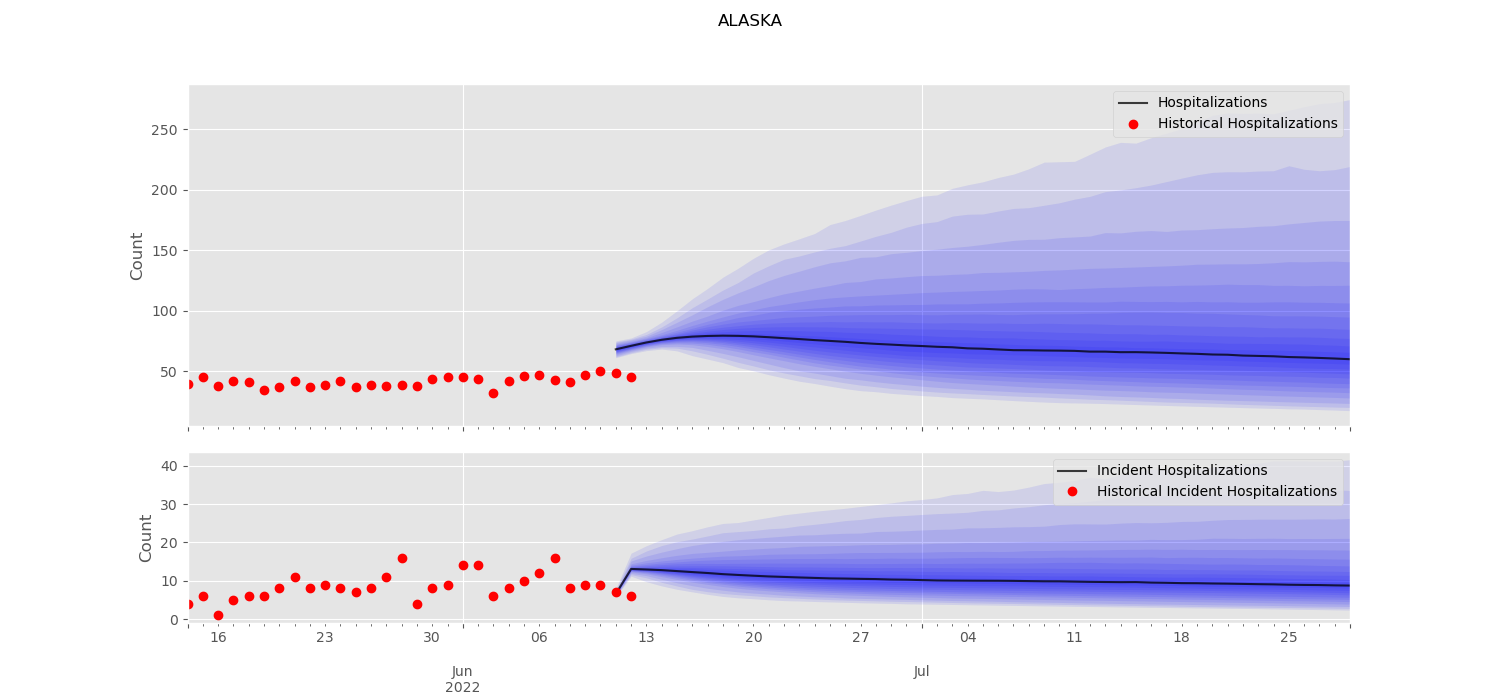 ALASKA
Hospitalizations
Historical Hospitalizations
250
200
150
100
50
Count
Incident Hospitalizations
Historical Incident Hospitalizations
40
30
20
10
0
Count
16 23 30 06 13 20 27 04 11 18 25
Jun Jul
2022